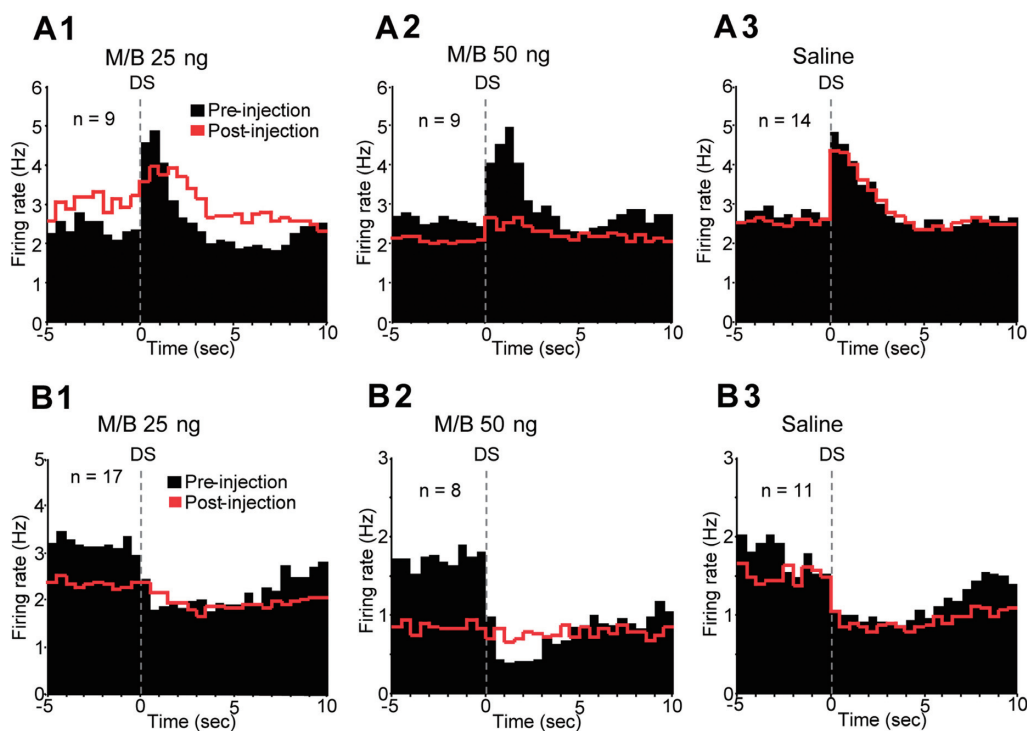 A1
M/B 25 ng
DS
n = 9
Pre-injection
Post-injection
Firing rate (Hz)
6
5
4
3
2
1
0
-5 0 5 10
Time (sec)
A2
M/B 50 ng
DS
n = 9
Firing rate (Hz)
6
5
4
3
2
1
0
-5 0 5 10
Time (sec)
A3
Saline
DS
n = 14
Firing rate (Hz)
6
5
4
3
2
1
0
-5 0 5 10
Time (sec)
B1
M/B 25 ng
DS
n = 17
Pre-injection
Post-injection
Firing rate (Hz)
5
4
3
2
1
0
-5 0 5 10
Time (sec)
B2
M/B 50 ng
DS
n = 8
Firing rate (Hz)
3
2
1
0
-5 0 5 10
Time (sec)
B3
Saline
DS
n = 11
Firing rate (Hz)
3
2
1
0
-5 0 5 10
Time (sec)